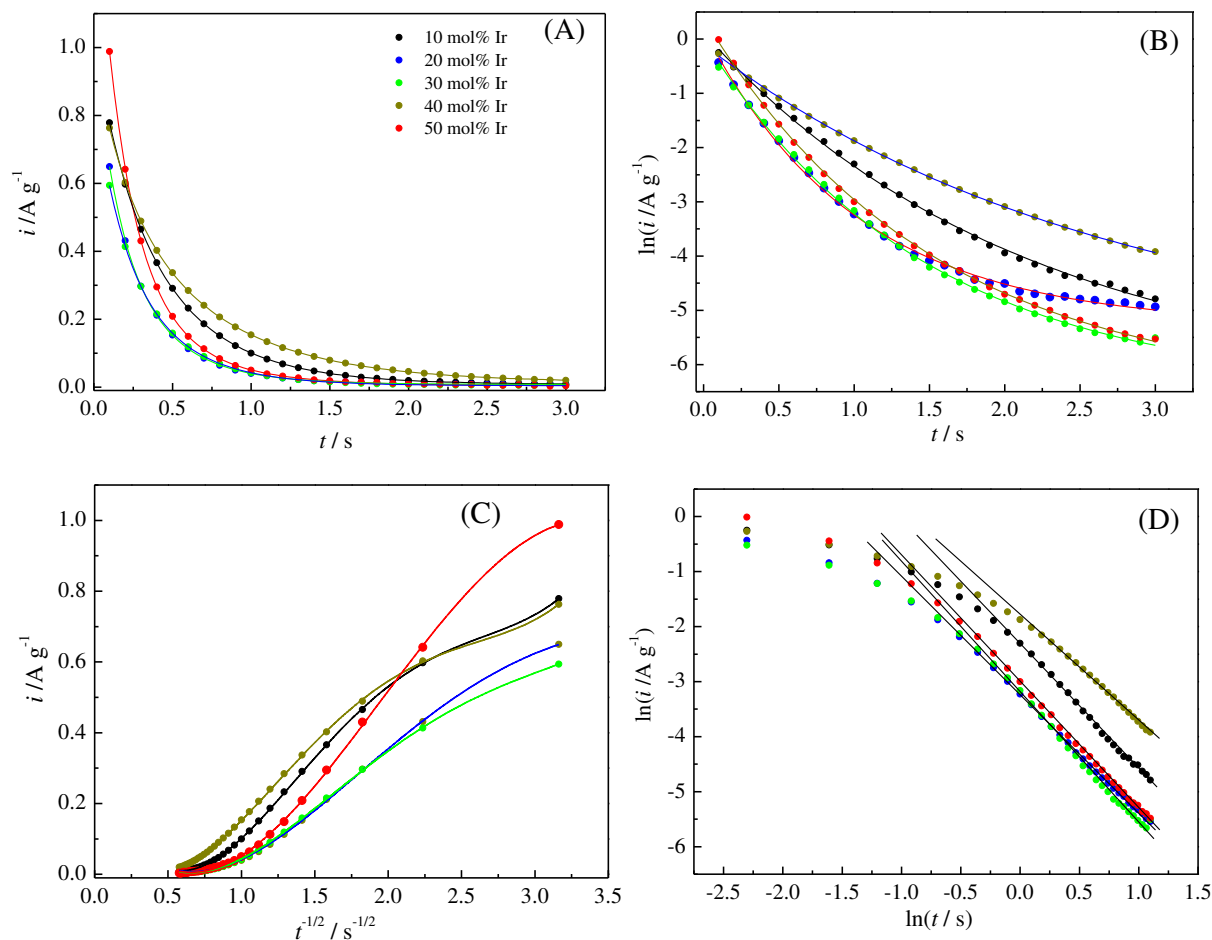 (A)
10 mol% Ir
20 mol% Ir
30 mol% Ir
40 mol% Ir
50 mol% Ir
1.0
0.8
0.6
0.4
0.2
0.0
i /A g⁻¹
0.0 0.5 1.0 1.5 2.0 2.5 3.0
t / s
(B)
0
-1
-2
-3
-4
-5
-6
ln(i /A g⁻¹)
0.0 0.5 1.0 1.5 2.0 2.5 3.0
t / s
(C)
1.0
0.8
0.6
0.4
0.2
0.0
i /A g⁻¹
0.0 0.5 1.0 1.5 2.0 2.5 3.0 3.5
t⁻¹/² / s⁻¹/²
(D)
0
-1
-2
-3
-4
-5
-6
ln(i /A g⁻¹)
-2.5 -2.0 -1.5 -1.0 -0.5 0.0 0.5 1.0 1.5
ln(t / s)